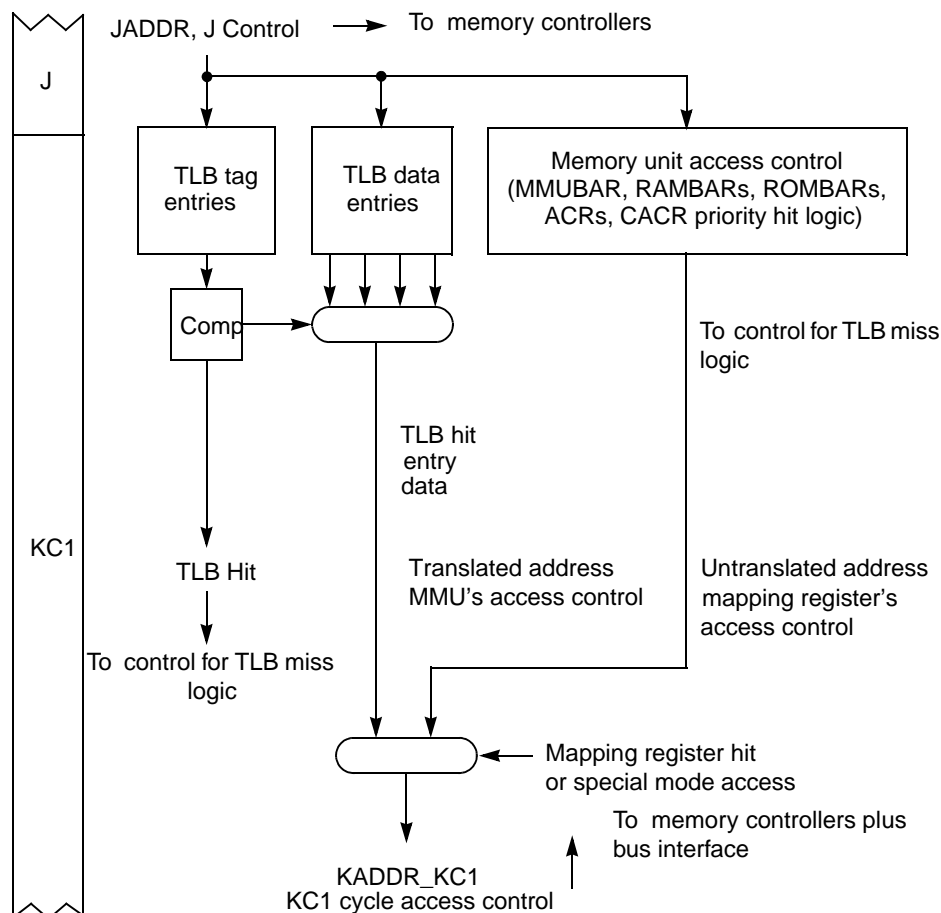 JADDR, J Control
To memory controllers
J
TLB tag
entries
TLB data
entries
Memory unit access control
(MMUBAR, RAMBARs, ROMBARs,
ACRs, CACR priority hit logic)
Comp
To control for TLB miss
logic
TLB hit
entry
data
KC1
TLB Hit
Translated address
MMU's access control
Untranslated address
mapping register's
access control
To control for TLB miss
logic
Mapping register hit
or special mode access
To memory controllers plus
bus interface
KADDR_KC1
KC1 cycle access control